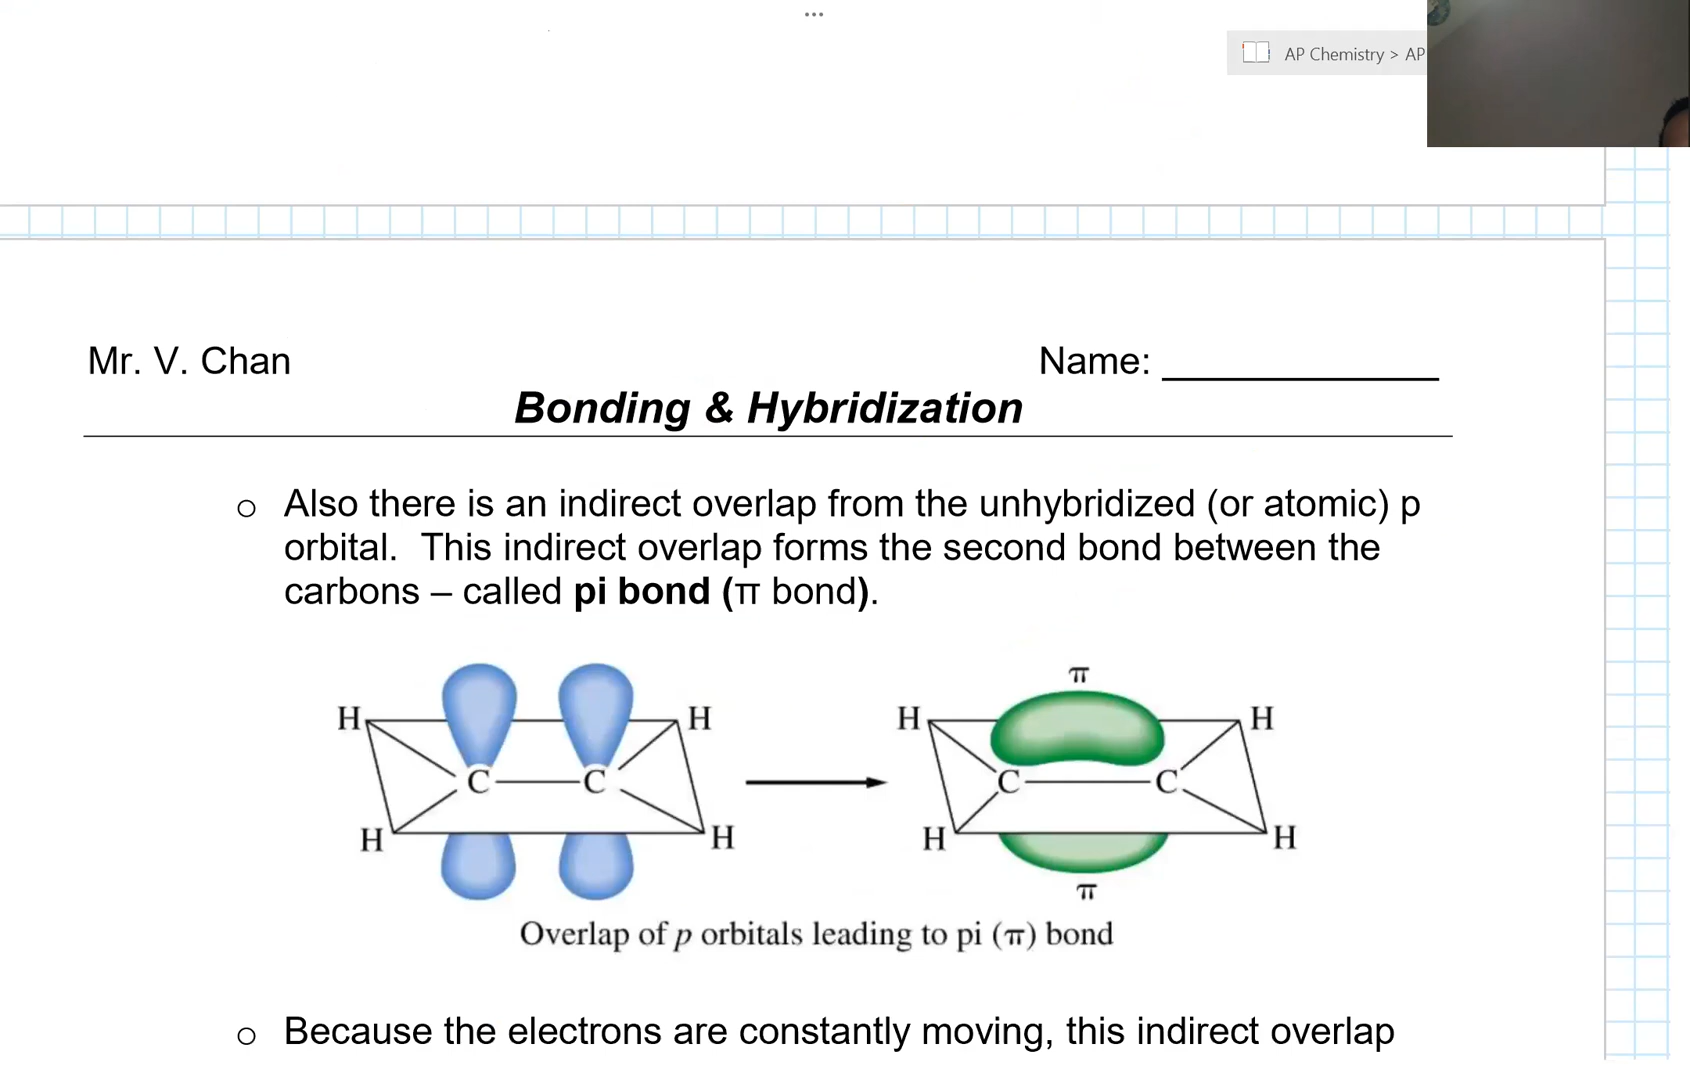 ...
AP Chemistry > AP
Mr. V. Chan Name: ______________
Bonding & Hybridization
o Also there is an indirect overlap from the unhybridized (or atomic) p
orbital. This indirect overlap forms the second bond between the
carbons – called pi bond (π bond).
π
H H H H
C C C C
H H H H
π
Overlap of p orbitals leading to pi (π) bond
o Because the electrons are constantly moving, this indirect overlap